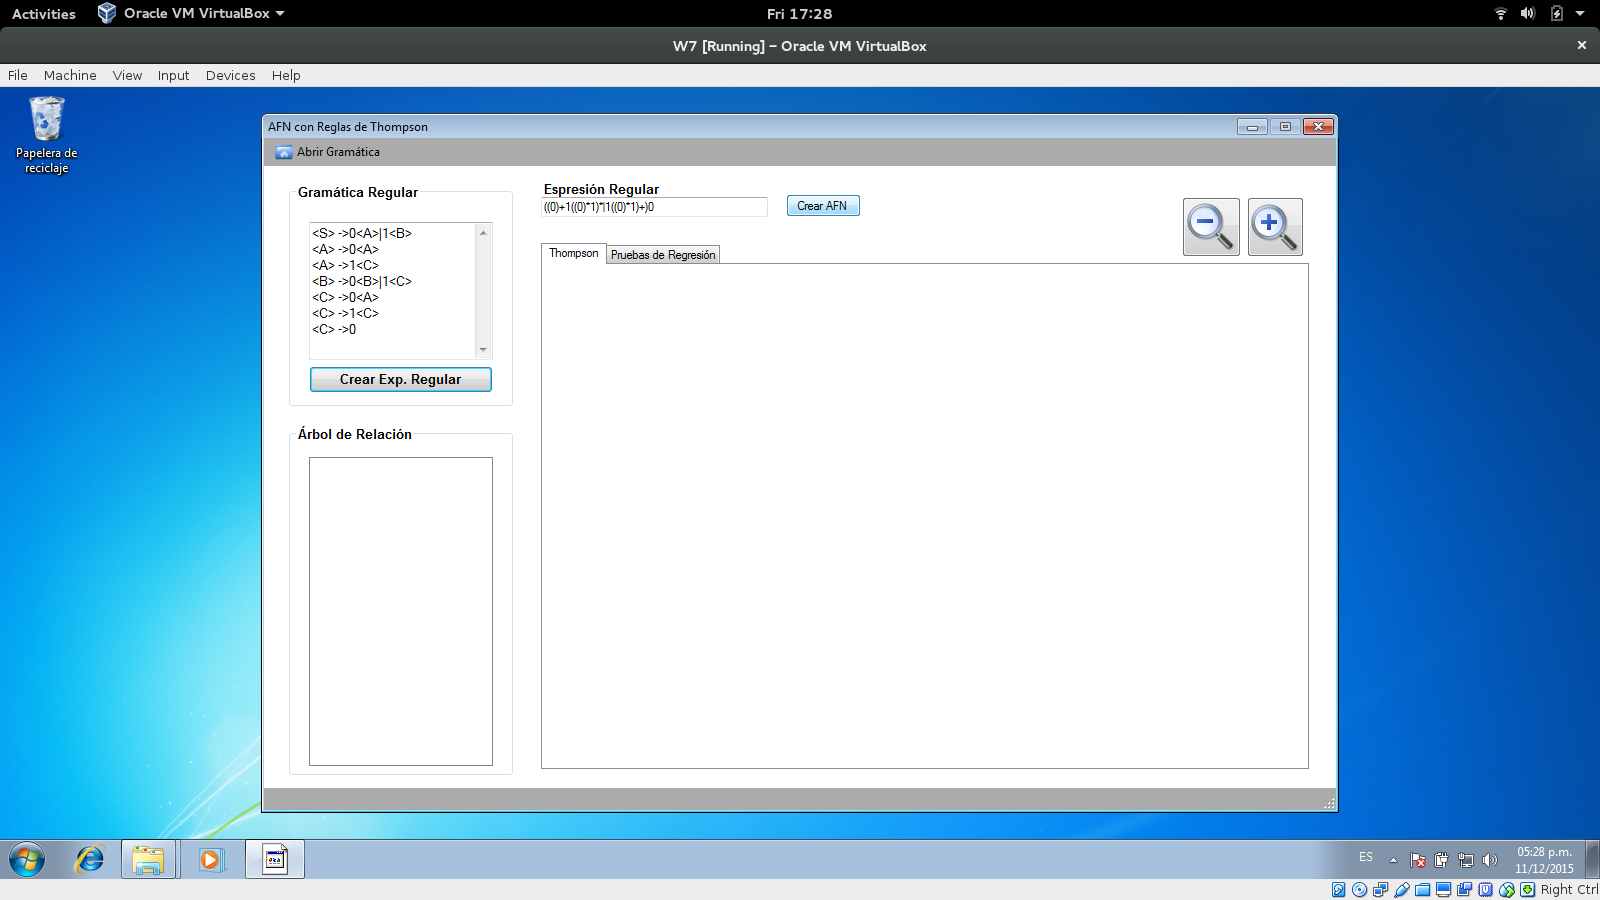 Activities Oracle VM VirtualBox Fri 17:28
W7 [Running] - Oracle VM VirtualBox
File Machine View Input Devices Help
Papelera de
reciclaje
AFN con Reglas de Thompson
Abrir Gramática
Gramática Regular
<S> ->0<A>|1<B>
<A> ->0<A>
<A> ->1<C>
<B> ->0<B>|1<C>
<C> ->0<A>
<C> ->1<C>
<C> ->0
Crear Exp. Regular
Árbol de Relación
Espresión Regular
((0)+1((0)*1)*|1((0)*1)+)0
Crear AFN
Thompson Pruebas de Regresión
ES
05:28 p.m.
11/12/2015
Right Ctrl